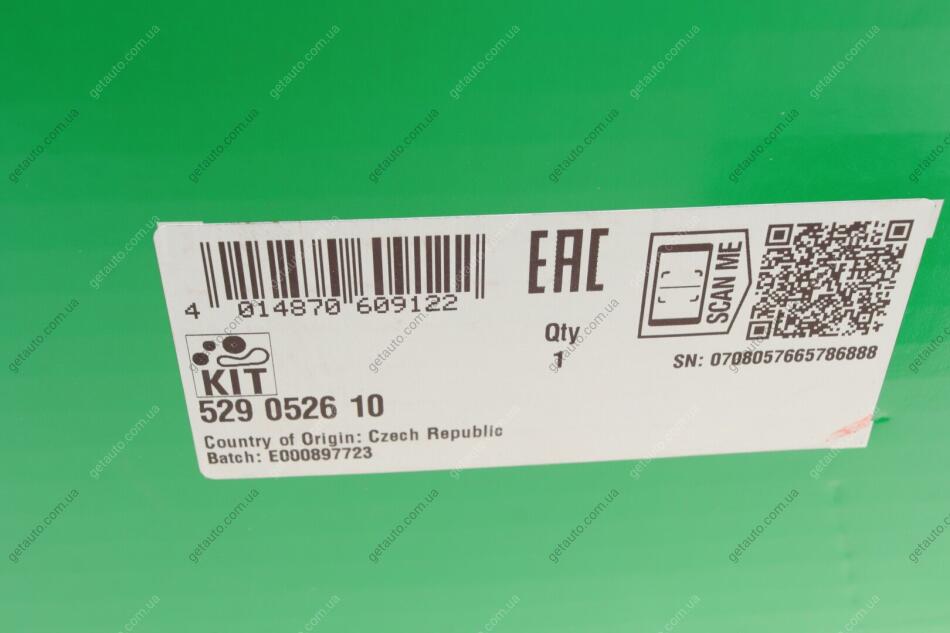 4 014870 609122
EAC
SCAN ME
Qty
1
SN: 0708057665786888
KIT
529 0526 10
Country of Origin: Czech Republic
Batch: E000897723
getauto.com.ua